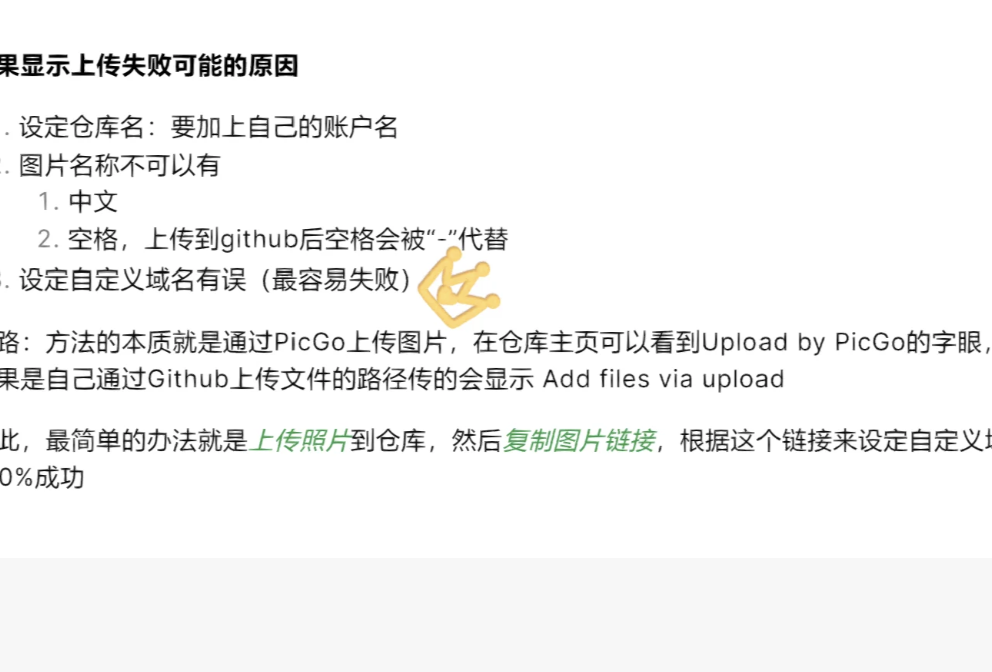 果显示上传失败可能的原因
. 设定仓库名：要加上自己的账户名
. 图片名称不可以有
1. 中文
2. 空格，上传到github后空格会被“-”代替
. 设定自定义域名有误（最容易失败）
路：方法的本质就是通过PicGo上传图片，在仓库主页可以看到Upload by PicGo的字眼，
果是自己通过Github上传文件的路径传的会显示 Add files via upload
此，最简单的办法就是上传照片到仓库，然后复制图片链接，根据这个链接来设定自定义
0%成功